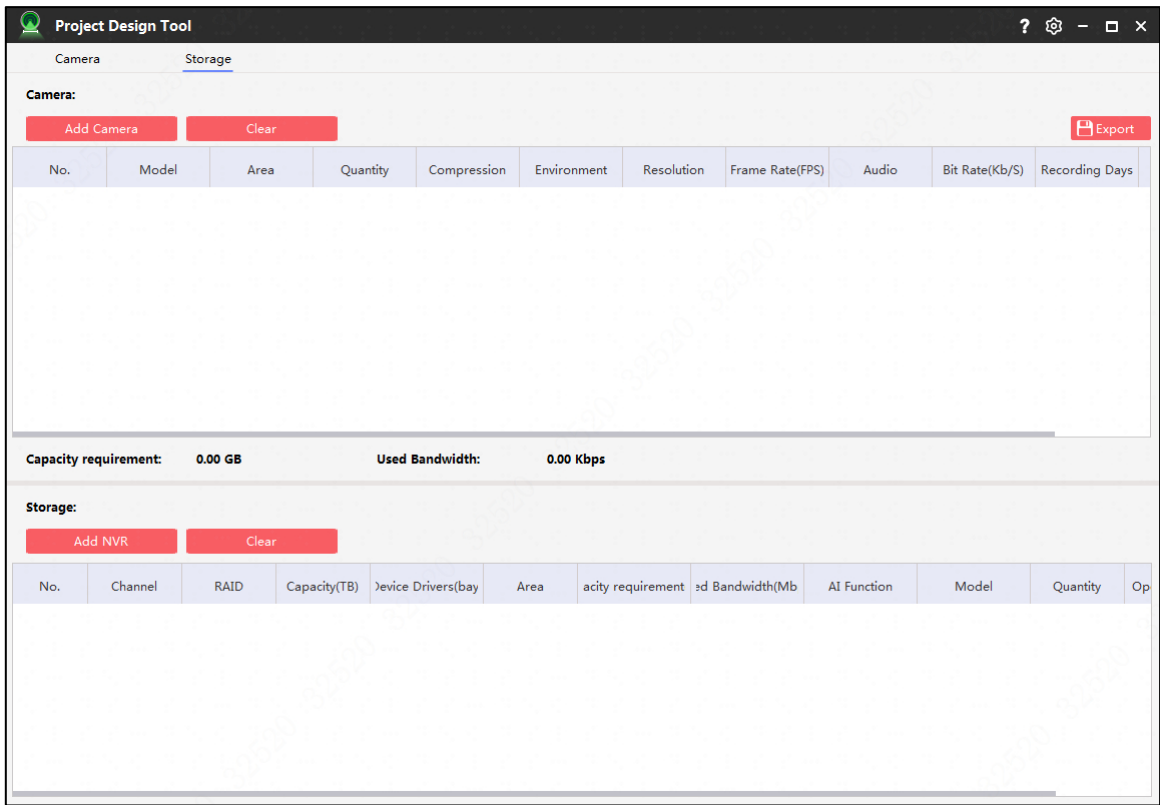 Project Design Tool ?
Camera Storage
Camera:
Add Camera Clear Export
No. Model Area Quantity Compression Environment Resolution Frame Rate(FPS) Audio Bit Rate(Kb/S) Recording Days
Capacity requirement: 0.00 GB Used Bandwidth: 0.00 Kbps
Storage:
Add NVR Clear
No. Channel RAID Capacity(TB) Device Drivers(bay Area acity requirement ed Bandwidth(Mb AI Function Model Quantity Op
32520